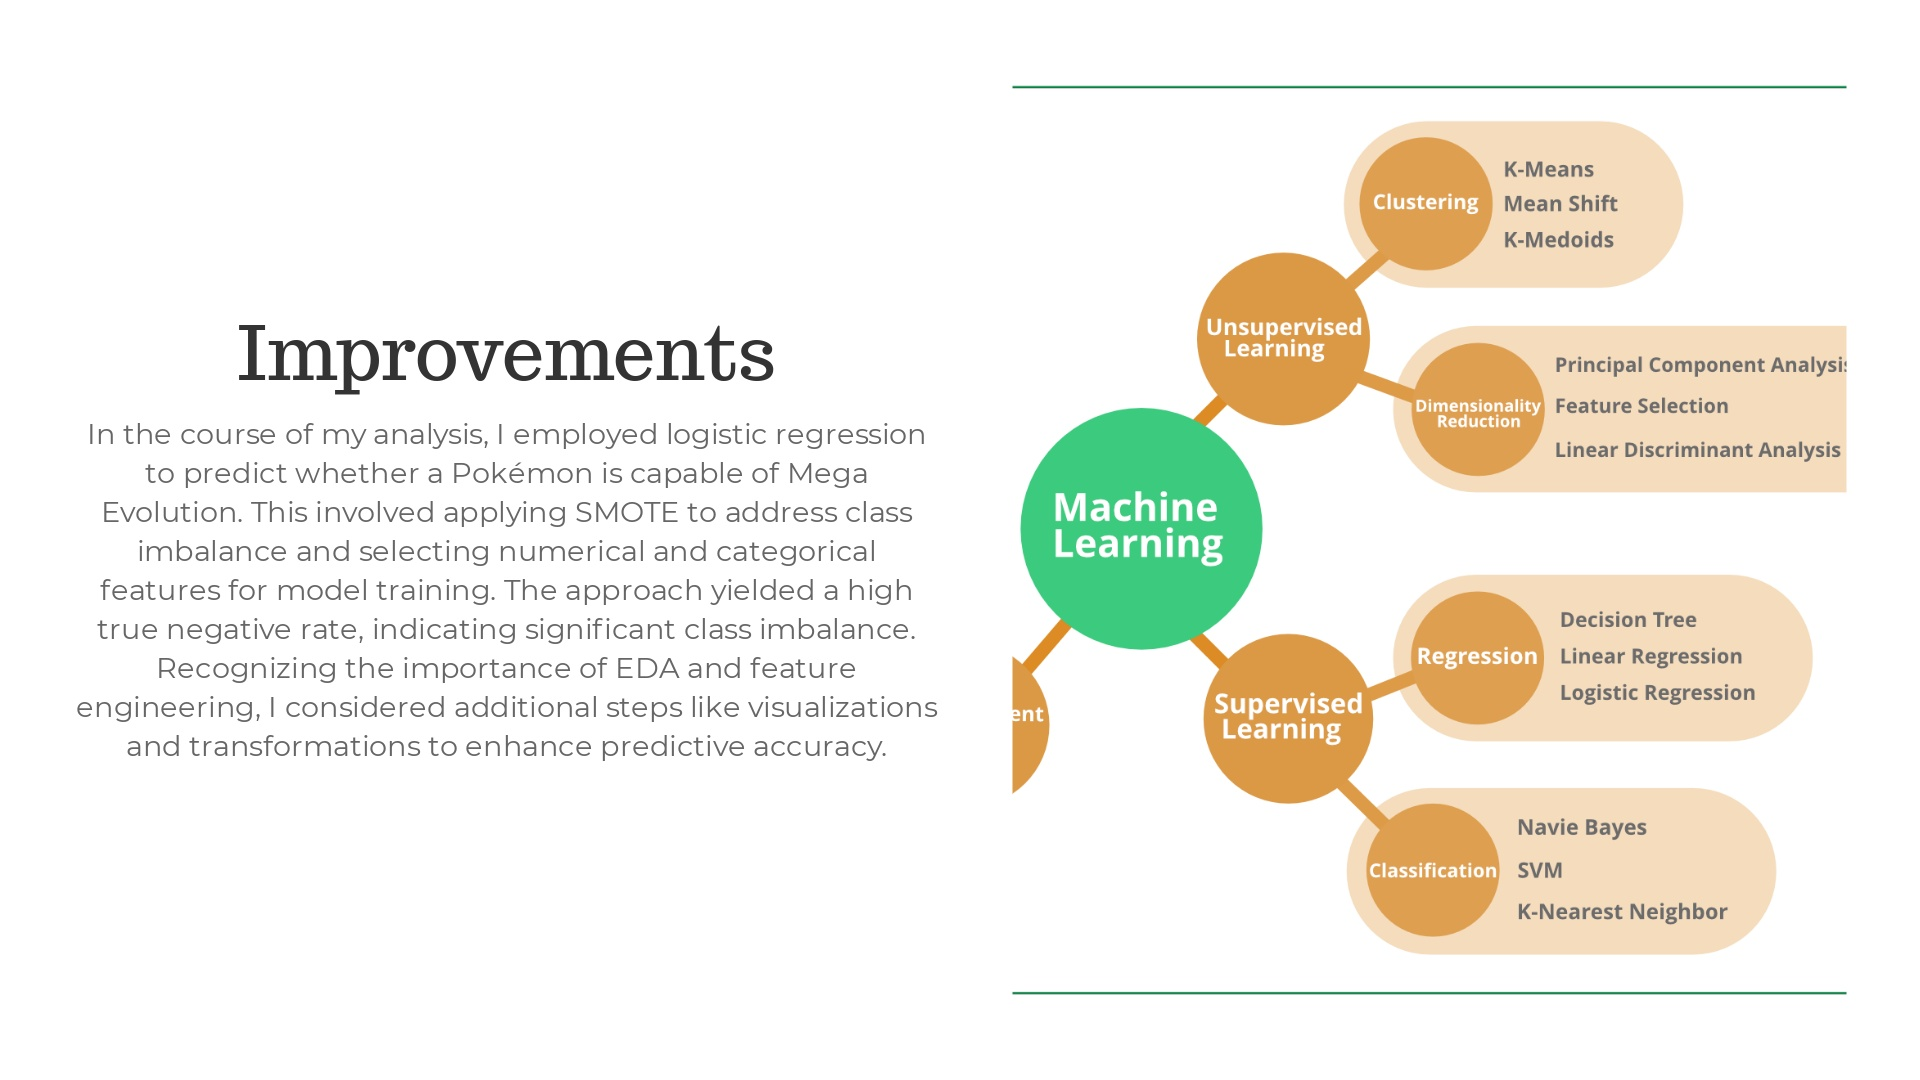 Improvements
In the course of my analysis, I employed logistic regression
to predict whether a Pokémon is capable of Mega
Evolution. This involved applying SMOTE to address class
imbalance and selecting numerical and categorical
features for model training. The approach yielded a high
true negative rate, indicating significant class imbalance.
Recognizing the importance of EDA and feature
engineering, I considered additional steps like visualizations
and transformations to enhance predictive accuracy.
Machine
Learning
Unsupervised
Learning
Clustering
K-Means
Mean Shift
K-Medoids
Dimensionality
Reduction
Principal Component Analysis
Feature Selection
Linear Discriminant Analysis
Supervised
Learning
Regression
Decision Tree
Linear Regression
Logistic Regression
Classification
Navie Bayes
SVM
K-Nearest Neighbor
ent